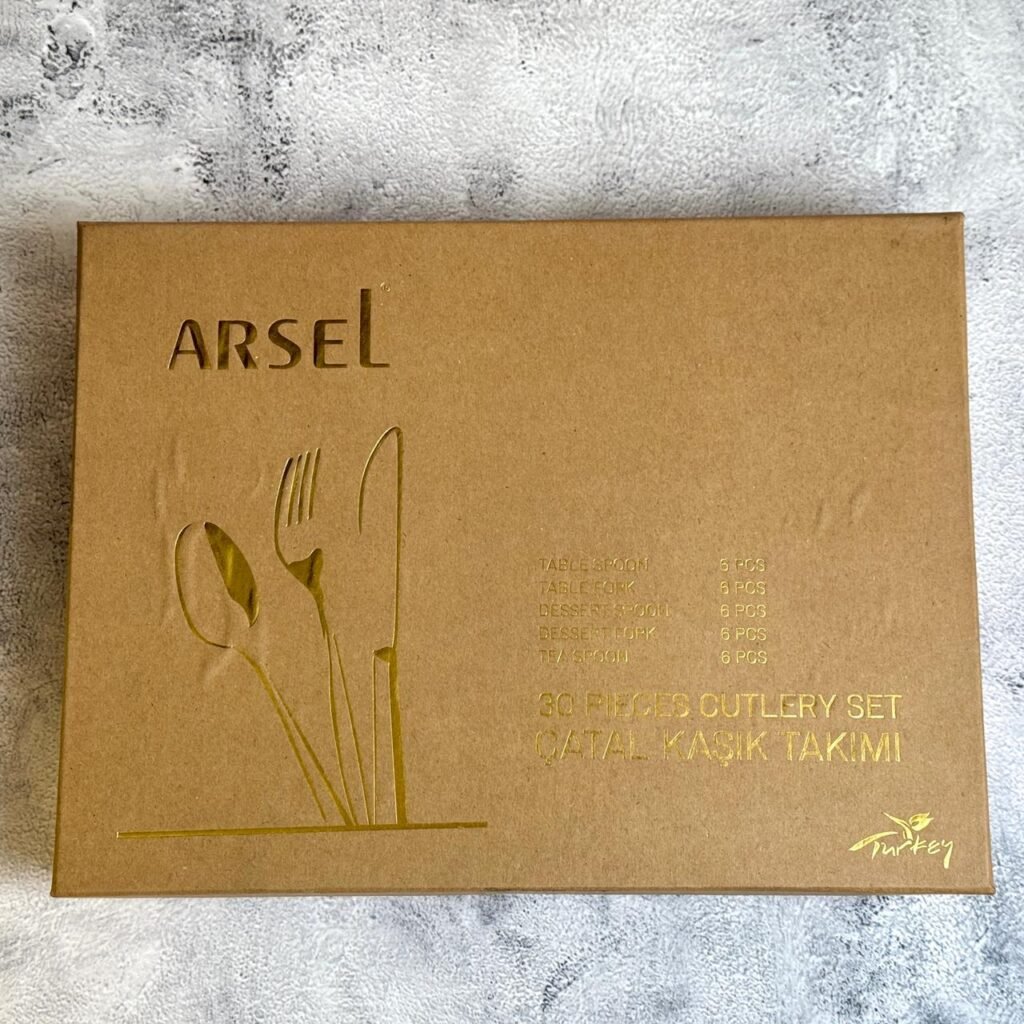 ARSEL
TABLE SPOON 6 PCS
TABLE FORK 6 PCS
DESSERT SPOON 6 PCS
DESSERT FORK 6 PCS
TEA SPOON 6 PCS
30 PIECES CUTLERY SET
ÇATAL KAŞIK TAKIMI
Turkey